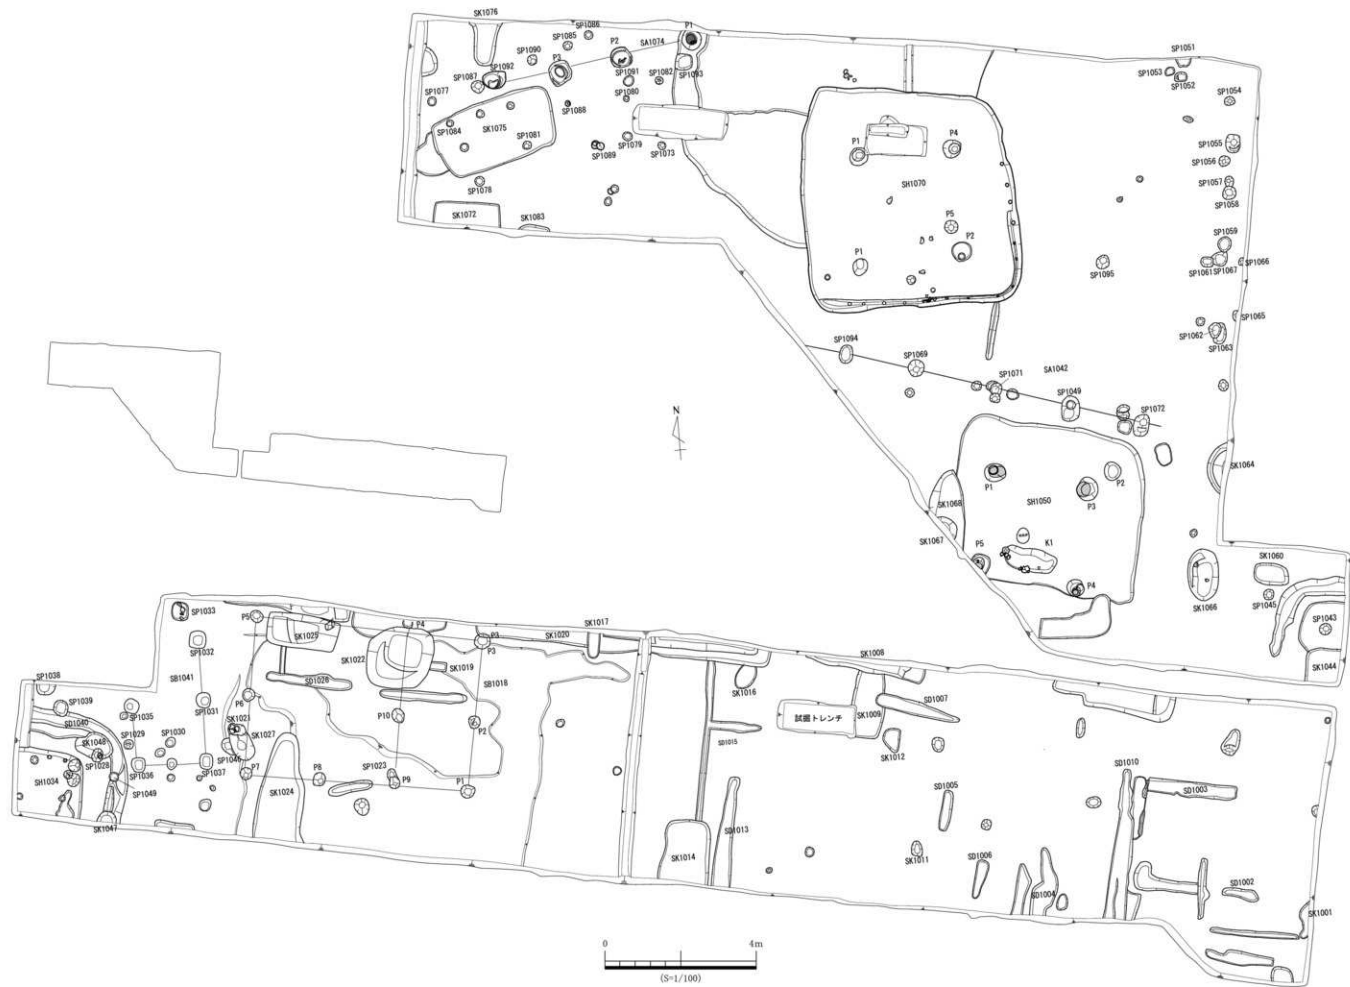 SK1076
SP1086
SP1085
SA1074
P1
P2
SP1090
P3
SP1092
SP1087
SP1091
SP1082
SP1093
SP1077
SP1080
SP1088
SP1084
SK1075
SP1081
SP1079
SP1089
SP1073
SP1078
SK1072
SK1083
SP1051
SP1053
SP1052
SP1054
SP1055
SP1056
SP1057
SP1058
SP1059
SP1061
SP1067
SP1066
SP1095
SP1065
SP1062
SP1063
P1
P4
SH1070
P5
P2
P1
SP1094
SP1069
SP1071
SA1042
SP1049
SP1072
SK1064
P1
P2
SH1050
P3
SK1068
SK1067
P5
K1
P4
SK1066
SK1060
SP1045
SP1043
SK1044
N
SP1033
P5
SK1025
P4
P3
SK1020
SK1017
SP1032
SK1022
SK1019
SB1041
SD1026
SB1018
SP1038
SP1039
SP1031
P6
SP1035
SK1021
P10
P2
SD1040
SK1048
SP1029
SP1030
SK1027
SP1028
SP1046
SP1036
SP1037
P7
P8
SP1023
P9
P1
SH1034
SP1049
SK1024
SK1047
SK1008
SK1016
試掘トレンチ
SK1009
SD1007
SD1015
SK1012
SD1010
SD1003
SD1005
SD1013
SK1014
SK1011
SD1006
SD1004
SD1002
SK1001
0
4m
(S=1/100)